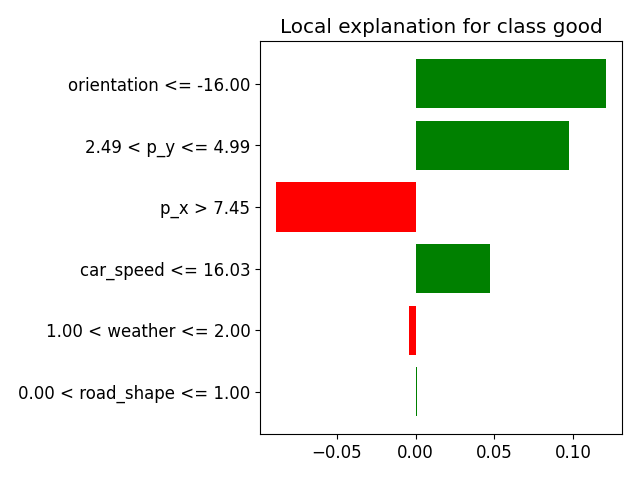 Local explanation for class good
orientation <= -16.00
2.49 < p_y <= 4.99
p_x > 7.45
car_speed <= 16.03
1.00 < weather <= 2.00
0.00 < road_shape <= 1.00
−0.05 0.00 0.05 0.10